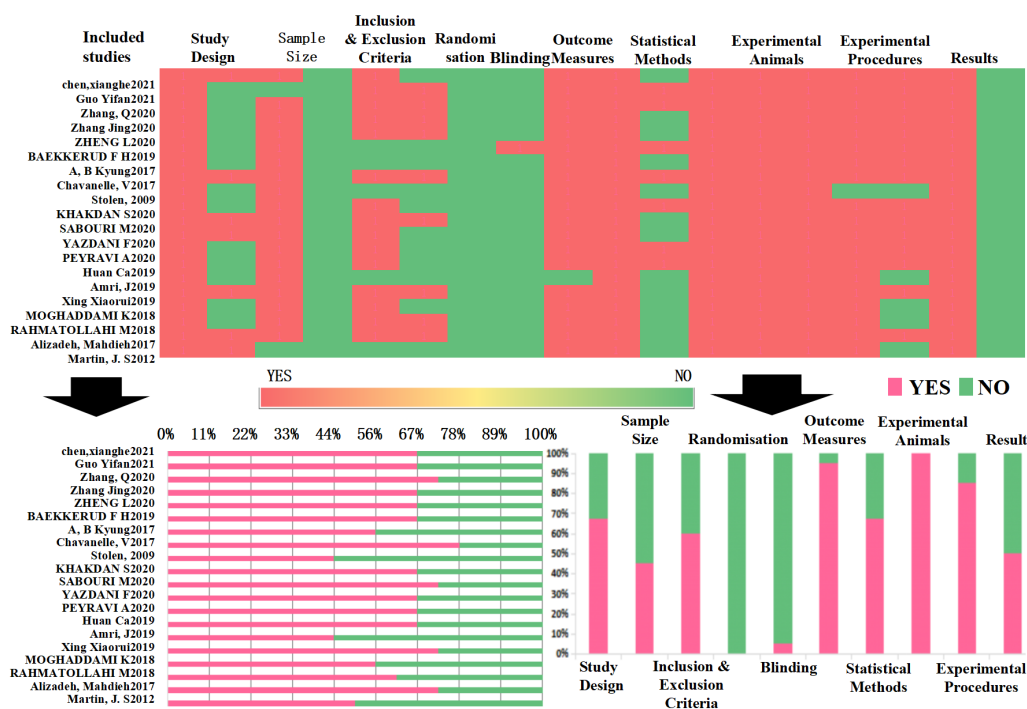 Included studies
Study Design
Sample Size
Inclusion & Exclusion Criteria
Randomi sation
Blinding
Outcome Measures
Statistical Methods
Experimental Animals
Experimental Procedures
Results
chen,xianghe2021
Guo Yifan2021
Zhang, Q2020
Zhang Jing2020
ZHENG L2020
BAEKKERUD F H2019
A, B Kyung2017
Chavanelle, V2017
Stolen, 2009
KHAKDAN S2020
SABOURI M2020
YAZDANI F2020
PEYRAVI A2020
Huan Ca2019
Amri, J2019
Xing Xiaorui2019
MOGHADDAMI K2018
RAHMATOLLAHI M2018
Alizadeh, Mahdieh2017
Martin, J. S2012
YES NO
YES NO
0% 11% 22% 33% 44% 56% 67% 78% 89% 100%
chen,xianghe2021
Guo Yifan2021
Zhang, Q2020
Zhang Jing2020
ZHENG L2020
BAEKKERUD F H2019
A, B Kyung2017
Chavanelle, V2017
Stolen, 2009
KHAKDAN S2020
SABOURI M2020
YAZDANI F2020
PEYRAVI A2020
Huan Ca2019
Amri, J2019
Xing Xiaorui2019
MOGHADDAMI K2018
RAHMATOLLAHI M2018
Alizadeh, Mahdieh2017
Martin, J. S2012
Sample Size
Randomisation
Outcome Measures
Experimental Animals
Result
100%
90%
80%
70%
60%
50%
40%
30%
20%
10%
0%
Study Design
Inclusion & Exclusion Criteria
Blinding
Statistical Methods
Experimental Procedures